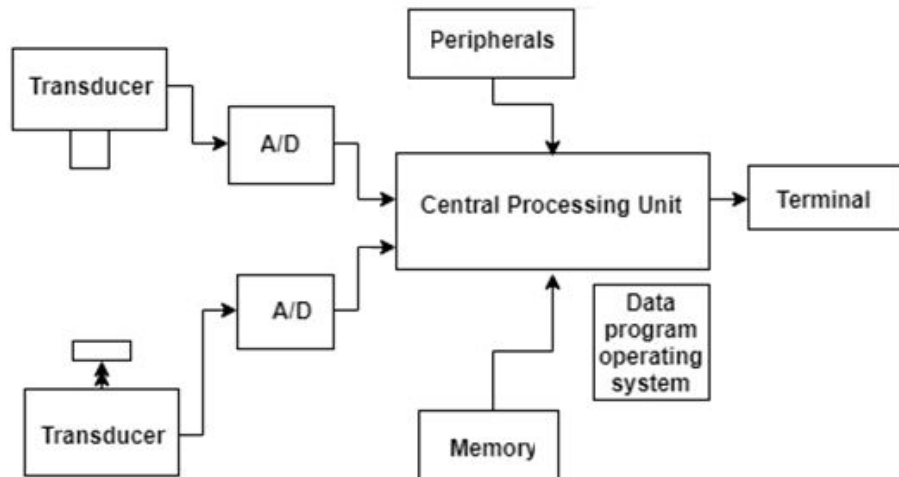 Peripherals
Transducer
A/D
Central Processing Unit
Terminal
A/D
Data
program
operating
system
Transducer
Memory